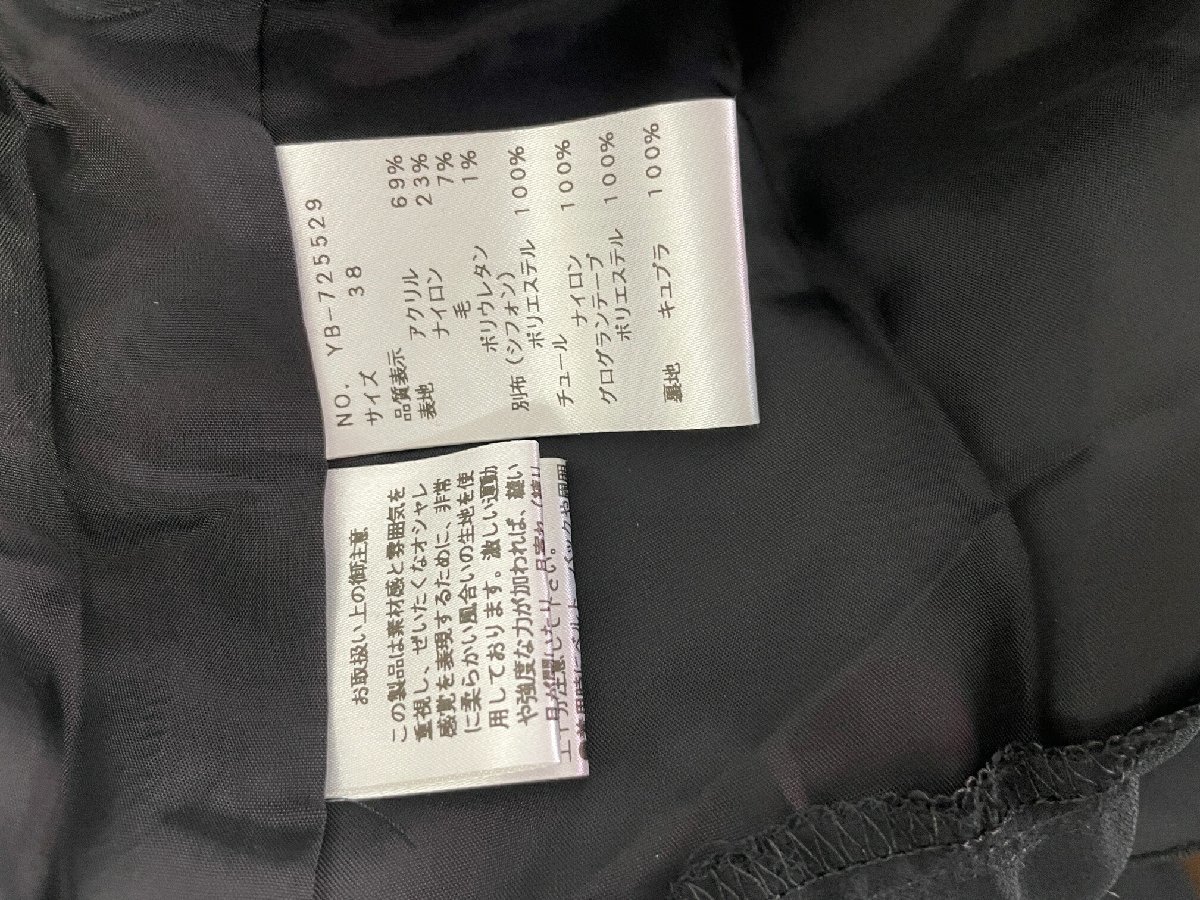 NO. YB-725529
サイズ 38
品質表示
表地 アクリル 69%
ナイロン 23%
毛 7%
ポリウレタン 1%
別布(シフォン)
ポリエステル 100%
チュール
ナイロン 100%
グログランテープ
ポリエステル 100%
裏地 キュプラ 100%
お取扱い上の御注意
この製品は素材感と雰囲気を
重視し、ぜいたくなオシャレ
感覚を表現するために、非常
に柔らかい風合いの生地を使
用しております。激しい運動
や強度な力が加われば、縫い
目が